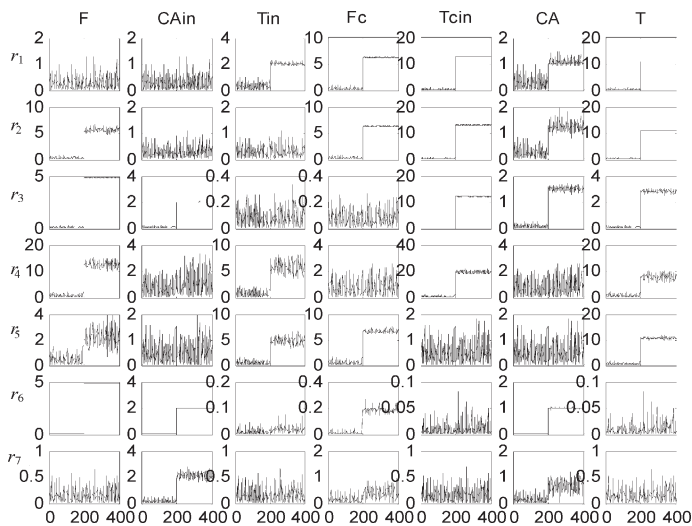 F CAin Tin Fc Tcin CA T
2 2 4 10 20 2 20
r1 1 1 2 5 10 1 10
0 0 0 0 0 0 0
10 2 2 20 20 2 20
r2 5 1 1 10 10 1 10
0 0 0 0 0 0 0
5 4 0.4 0.4 20 4 4
r3 2 0.2 0.2 10 2 2
0 0 0 0 0 0 0
20 4 10 4 40 4 20
r4 10 2 5 2 20 2 10
0 0 0 0 0 0 0
4 2 10 10 2 2 20
r5 2 1 5 5 1 1 10
0 0 0 0 0 0 0
5 2 0.2 0.4 0.1 2 0.1
r6 1 0.1 0.2 0.05 1 0.05
0 0 0 0 0 0 0
1 4 1 2 1 2 1
r7 0.5 2 0.5 1 0.5 1 0.5
0 0 0 0 0 0 0
0 200 400 0 200 400 0 200 400 0 200 400 0 200 400 0 200 400 0 200 400